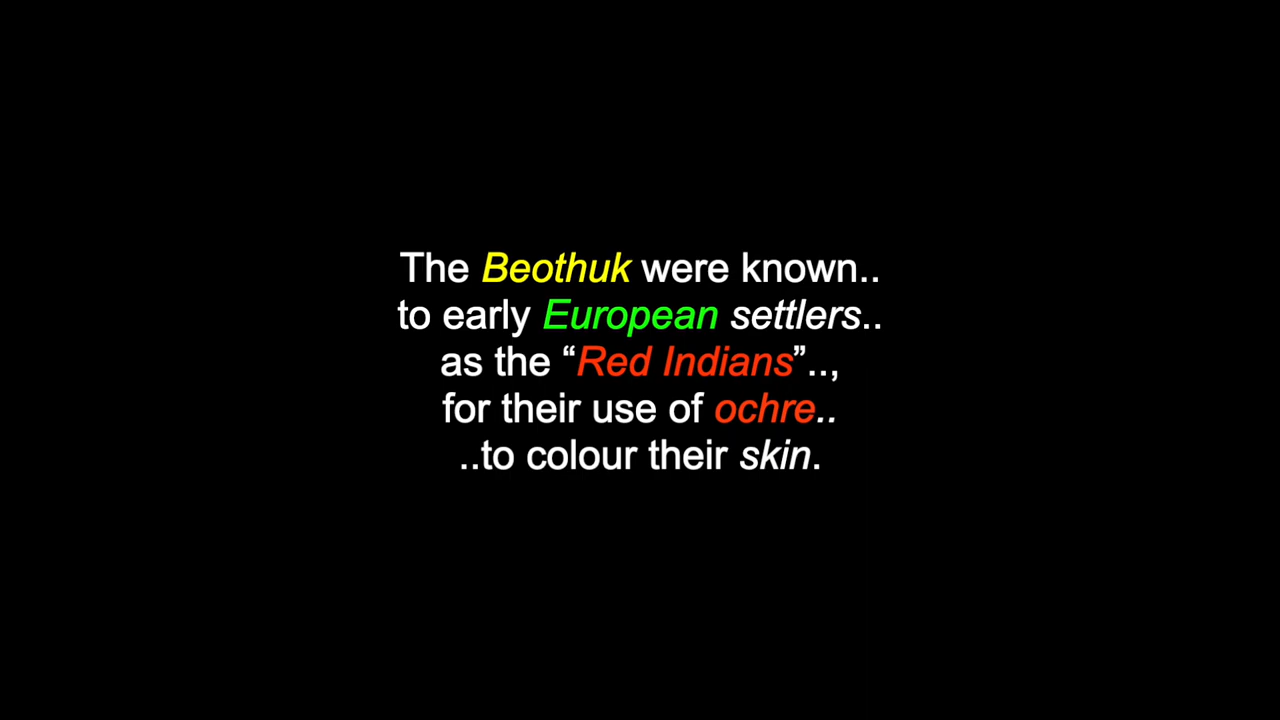 The Beothuk were known..
to early European settlers..
as the “Red Indians”..,
for their use of ochre..
..to colour their skin.